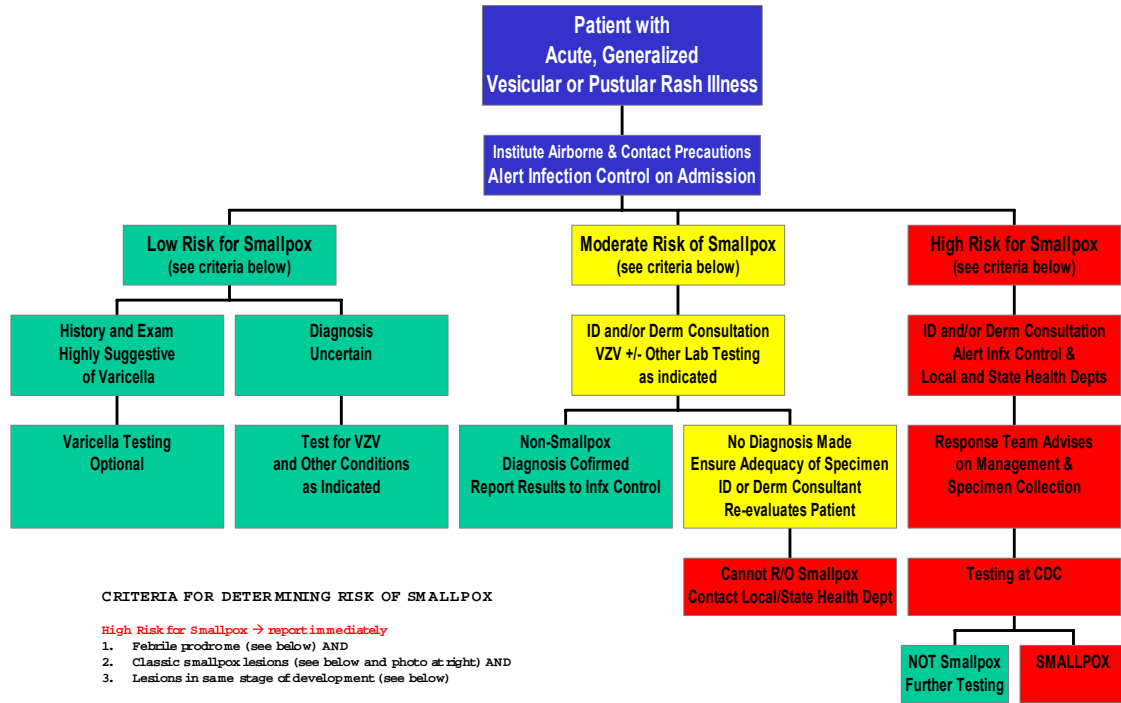 Patient with
Acute, Generalized
Vesicular or Pustular Rash Illness
Institute Airborne & Contact Precautions
Alert Infection Control on Admission
Low Risk for Smallpox
(see criteria below)
History and Exam
Highly Suggestive
of Varicella
Varicella Testing
Optional
Diagnosis
Uncertain
Test for VZV
and Other Conditions
as Indicated
Moderate Risk of Smallpox
(see criteria below)
ID and/or Derm Consultation
VZV +/- Other Lab Testing
as indicated
Non-Smallpox
Diagnosis Cofirmed
Report Results to Infx Control
No Diagnosis Made
Ensure Adequacy of Specimen
ID or Derm Consultant
Re-evaluates Patient
Cannot R/O Smallpox
Contact Local/State Health Dept
High Risk for Smallpox
(see criteria below)
ID and/or Derm Consultation
Alert Infx Control &
Local and State Health Depts
Response Team Advises
on Management &
Specimen Collection
Testing at CDC
NOT Smallpox
Further Testing
SMALLPOX
CRITERIA FOR DETERMINING RISK OF SMALLPOX
High Risk for Smallpox → report immediately
1. Febrile prodrome (see below) AND
2. Classic smallpox lesions (see below and photo at right) AND
3. Lesions in same stage of development (see below)